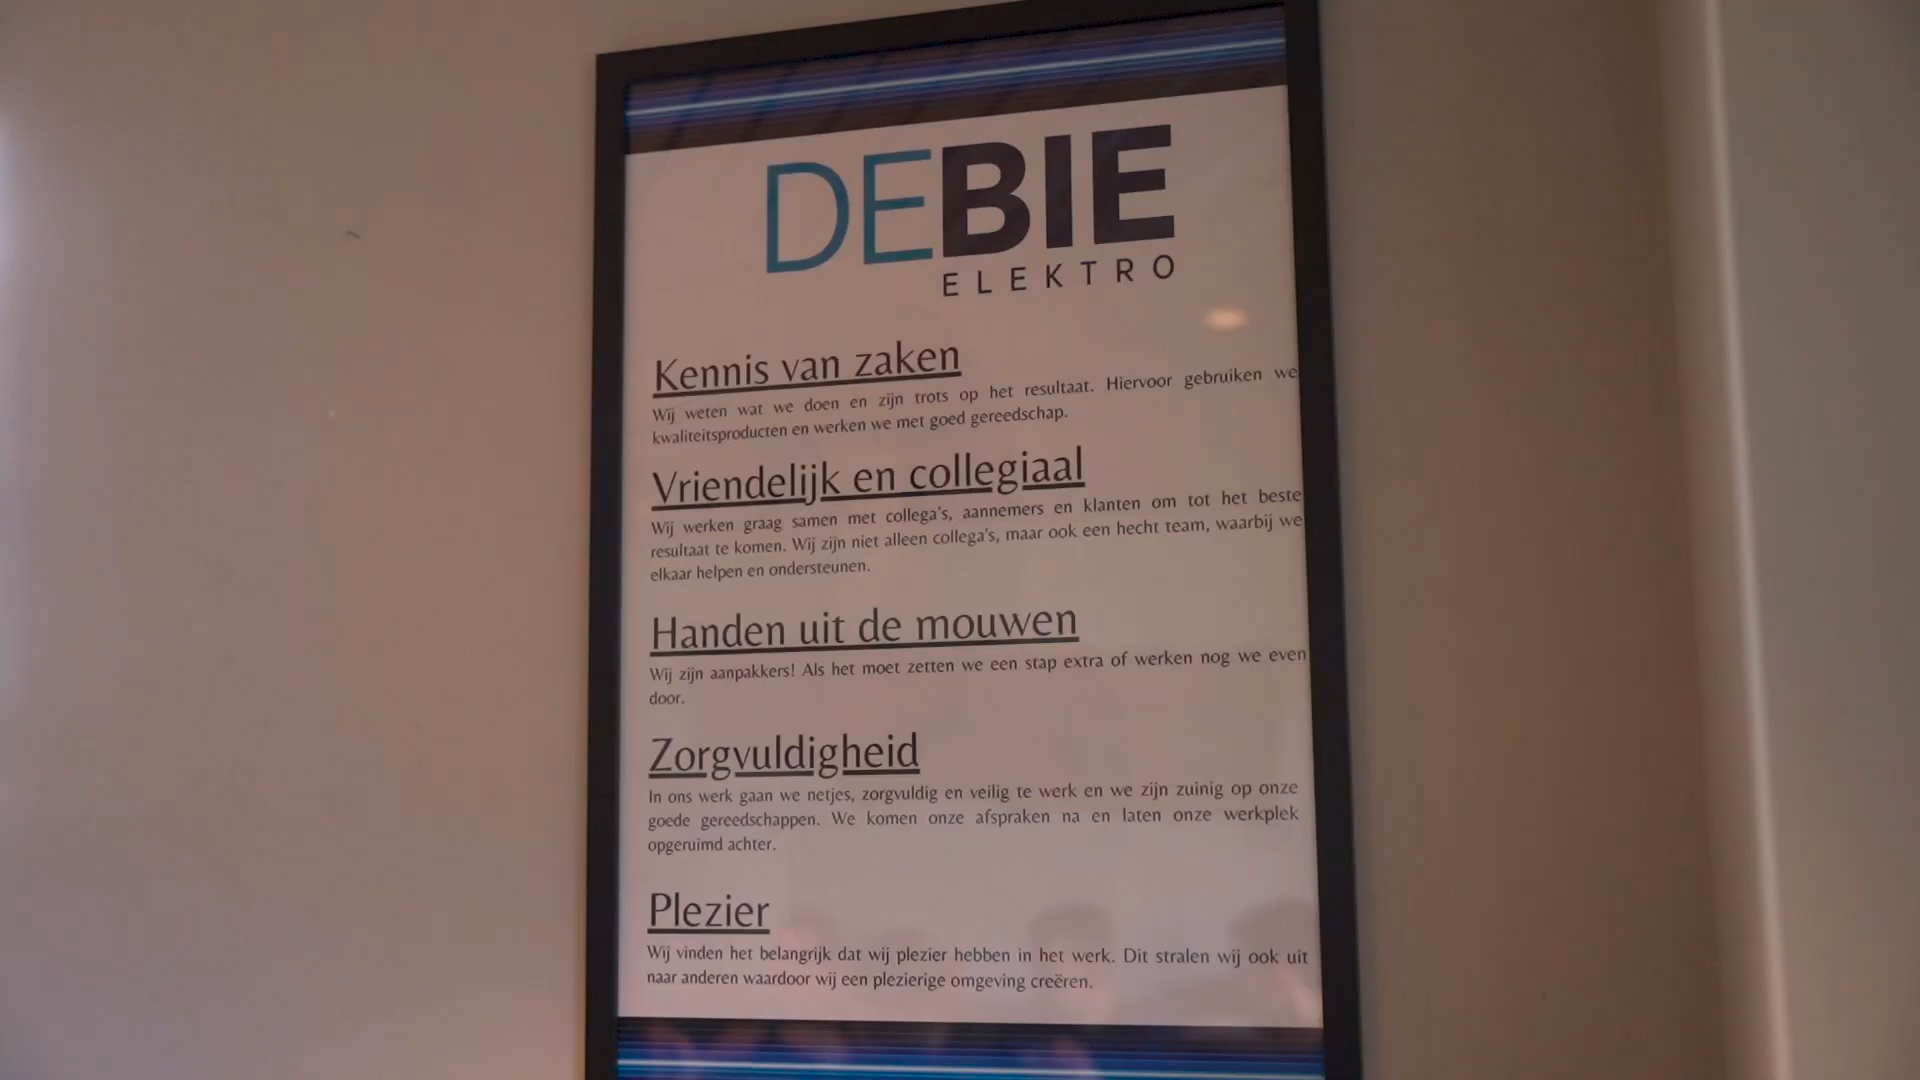 DEBIE
ELEKTRO
Kennis van zaken
Wij weten wat we doen en zijn trots op het resultaat. Hiervoor gebruiken we
kwaliteitsproducten en werken we met goed gereedschap.
Vriendelijk en collegiaal
Wij werken graag samen met collega's, aannemers en klanten om tot het beste
resultaat te komen. Wij zijn niet alleen collega's, maar ook een hecht team, waarbij we
elkaar helpen en ondersteunen.
Handen uit de mouwen
Wij zijn aanpakkers! Als het moet zetten we een stap extra of werken nog we even
door.
Zorgvuldigheid
In ons werk gaan we netjes, zorgvuldig en veilig te werk en we zijn zuinig op onze
goede gereedschappen. We komen onze afspraken na en laten onze werkplek
opgeruimd achter.
Plezier
Wij vinden het belangrijk dat wij plezier hebben in het werk. Dit stralen wij ook uit
naar anderen waardoor wij een plezierige omgeving creëren.